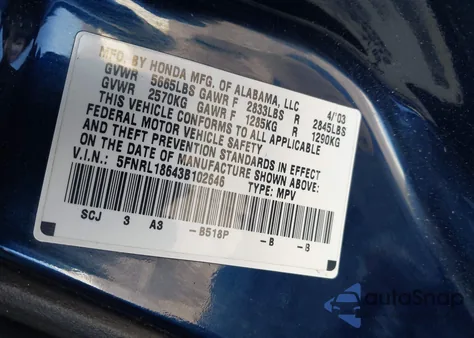 MFD. BY HONDA MFG. OF ALABAMA, LLC 4/'03
GVWR 5665LBS GAWR F 2833LBS R 2845LBS
GVWR 2570KG GAWR F 1285KG R 1290KG
THIS VEHICLE CONFORMS TO ALL APPLICABLE
FEDERAL MOTOR VEHICLE SAFETY, BUMPER,
AND THEFT PREVENTION STANDARDS IN EFFECT
ON THE DATE OF MANUFACTURE SHOWN ABOVE.
V.I.N.: 5FNRL18643B102646 TYPE: MPV
SCJ 3 A3 -B518P -B -B
autoSnap